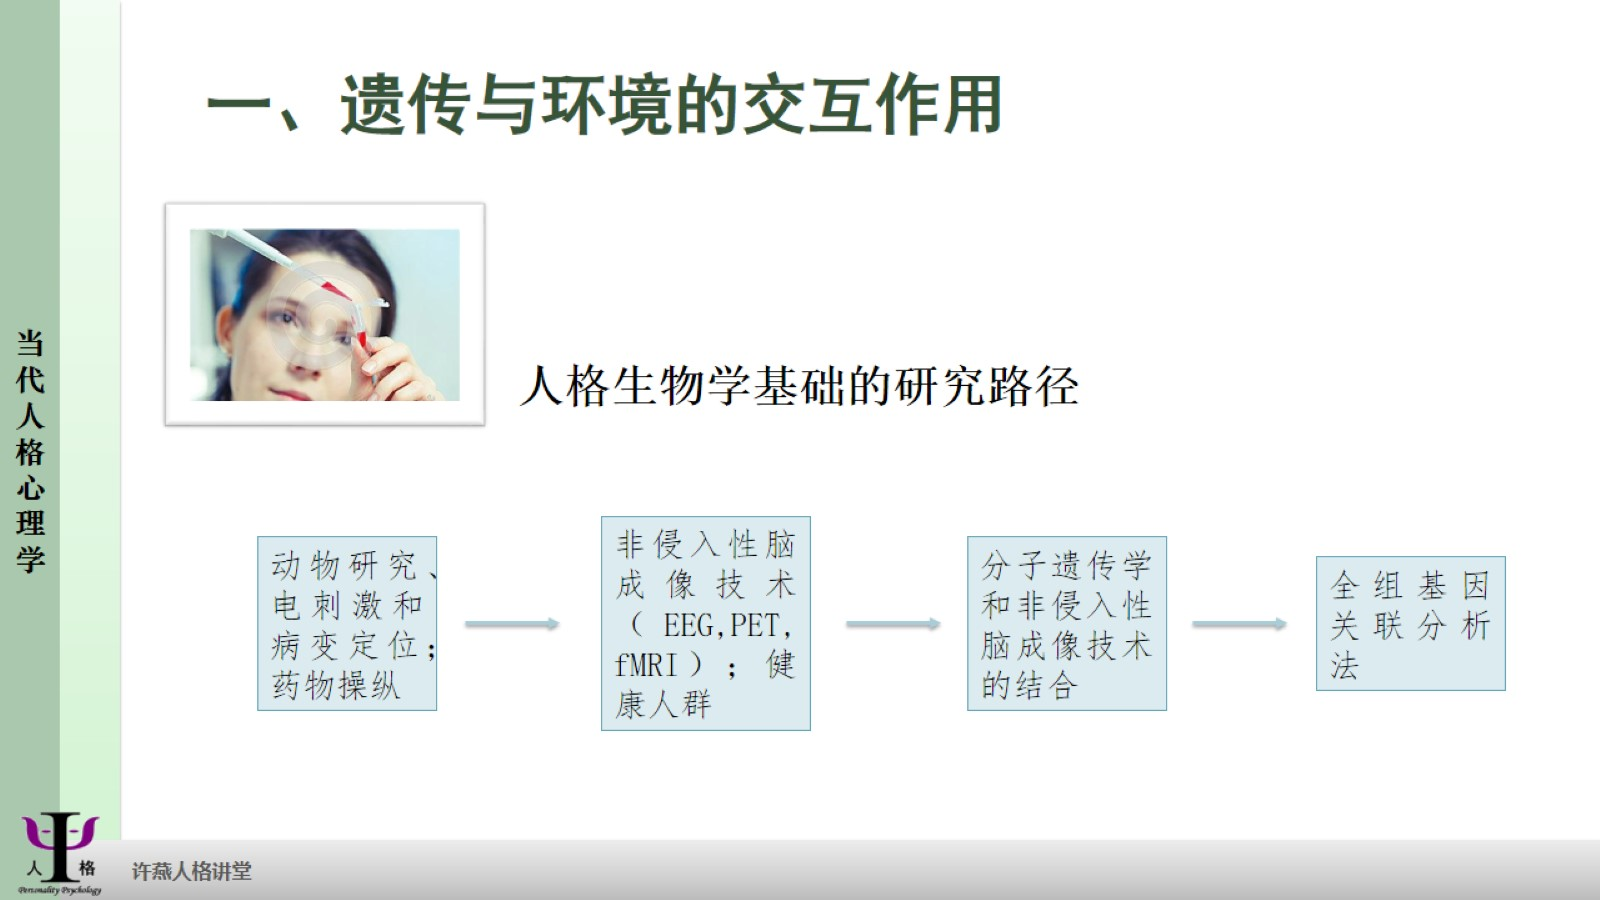 一、遗传与环境的交互作用
人格生物学基础的研究路径
动物研究、
电刺激和
病变定位；
药物操纵
非侵入性脑
成像技术
（EEG,PET,
fMRI）；健
康人群
分子遗传学
和非侵入性
脑成像技术
的结合
全组基因
关联分析
法
当代人格心理学
人格
Personality Psychology
许燕人格讲堂